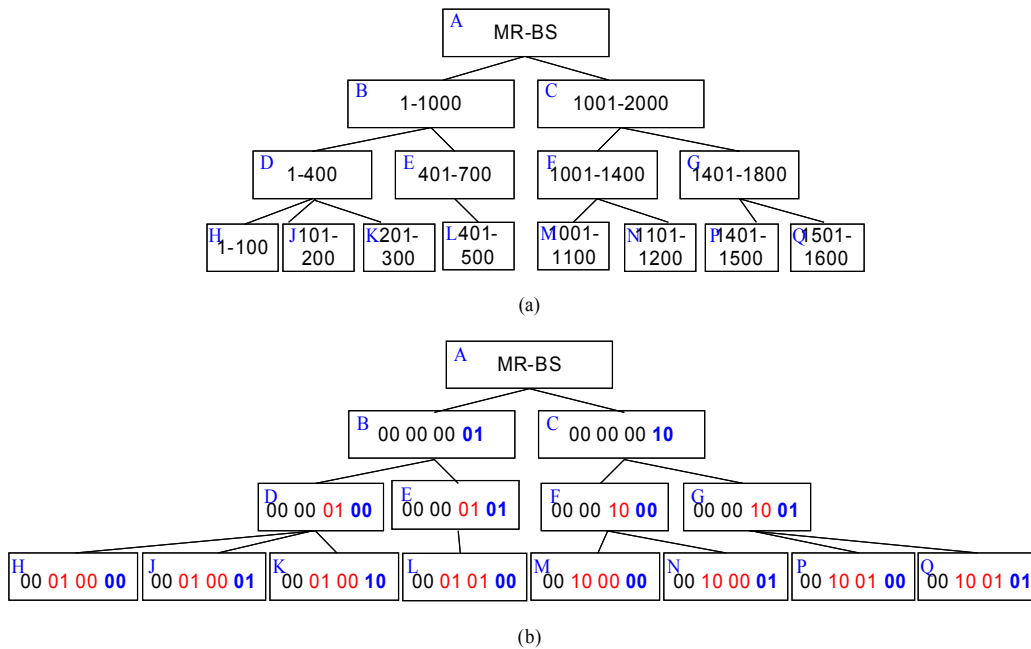 A MR-BS
B 1-1000 C 1001-2000
D 1-400 E 401-700 F 1001-1400 G 1401-1800
H 1-100 J 101-200 K 201-300 L 401-500 M 1001-1100 N 1101-1200 P 1401-1500 Q 1501-1600
(a)
A MR-BS
B 00 00 00 01 C 00 00 00 10
D 00 00 01 00 E 00 00 01 01 F 00 00 10 00 G 00 00 10 01
H 00 01 00 00 J 00 01 00 01 K 00 01 00 10 L 00 01 01 00 M 00 10 00 00 N 00 10 00 01 P 00 10 01 00 Q 00 10 01 01
(b)